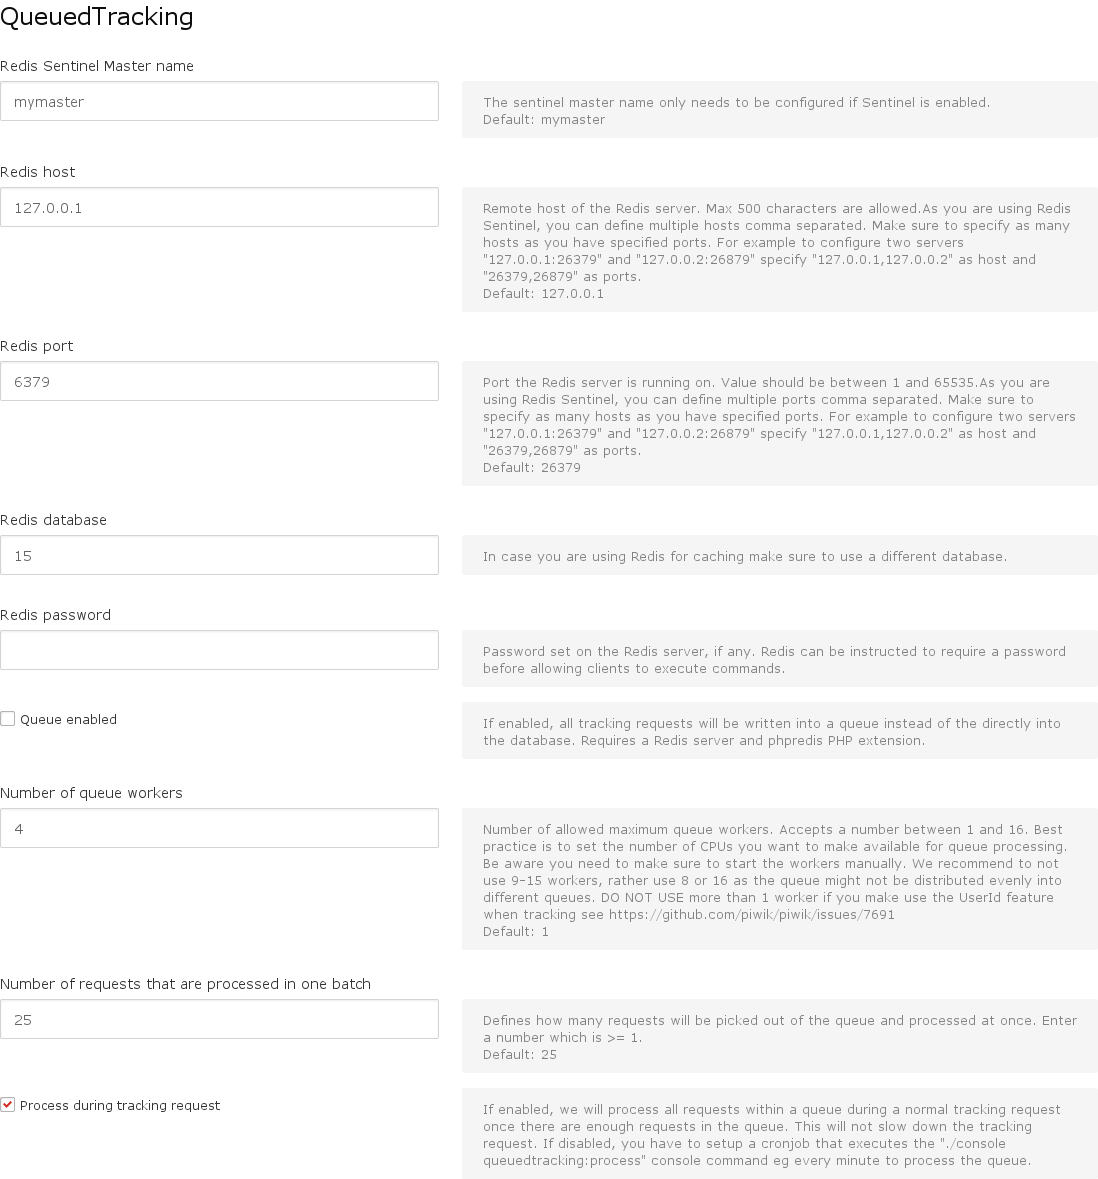 QueuedTracking
Redis Sentinel Master name
mymaster
The sentinel master name only needs to be configured if Sentinel is enabled.
Default: mymaster
Redis host
127.0.0.1
Remote host of the Redis server. Max 500 characters are allowed.As you are using Redis
Sentinel, you can define multiple hosts comma separated. Make sure to specify as many
hosts as you have specified ports. For example to configure two servers
"127.0.0.1:26379" and "127.0.0.2:26879" specify "127.0.0.1,127.0.0.2" as host and
"26379,26879" as ports.
Default: 127.0.0.1
Redis port
6379
Port the Redis server is running on. Value should be between 1 and 65535.As you are
using Redis Sentinel, you can define multiple ports comma separated. Make sure to
specify as many hosts as you have specified ports. For example to configure two servers
"127.0.0.1:26379" and "127.0.0.2:26879" specify "127.0.0.1,127.0.0.2" as host and
"26379,26879" as ports.
Default: 26379
Redis database
15
In case you are using Redis for caching make sure to use a different database.
Redis password
Password set on the Redis server, if any. Redis can be instructed to require a password
before allowing clients to execute commands.
Queue enabled
If enabled, all tracking requests will be written into a queue instead of the directly into
the database. Requires a Redis server and phpredis PHP extension.
Number of queue workers
4
Number of allowed maximum queue workers. Accepts a number between 1 and 16. Best
practice is to set the number of CPUs you want to make available for queue processing.
Be aware you need to make sure to start the workers manually. We recommend to not
use 9-15 workers, rather use 8 or 16 as the queue might not be distributed evenly into
different queues. DO NOT USE more than 1 worker if you make use the UserId feature
when tracking see https://github.com/piwik/piwik/issues/7691
Default: 1
Number of requests that are processed in one batch
25
Defines how many requests will be picked out of the queue and processed at once. Enter
a number which is >= 1.
Default: 25
Process during tracking request
If enabled, we will process all requests within a queue during a normal tracking request
once there are enough requests in the queue. This will not slow down the tracking
request. If disabled, you have to setup a cronjob that executes the "./console
queuedtracking:process" console command eg every minute to process the queue.